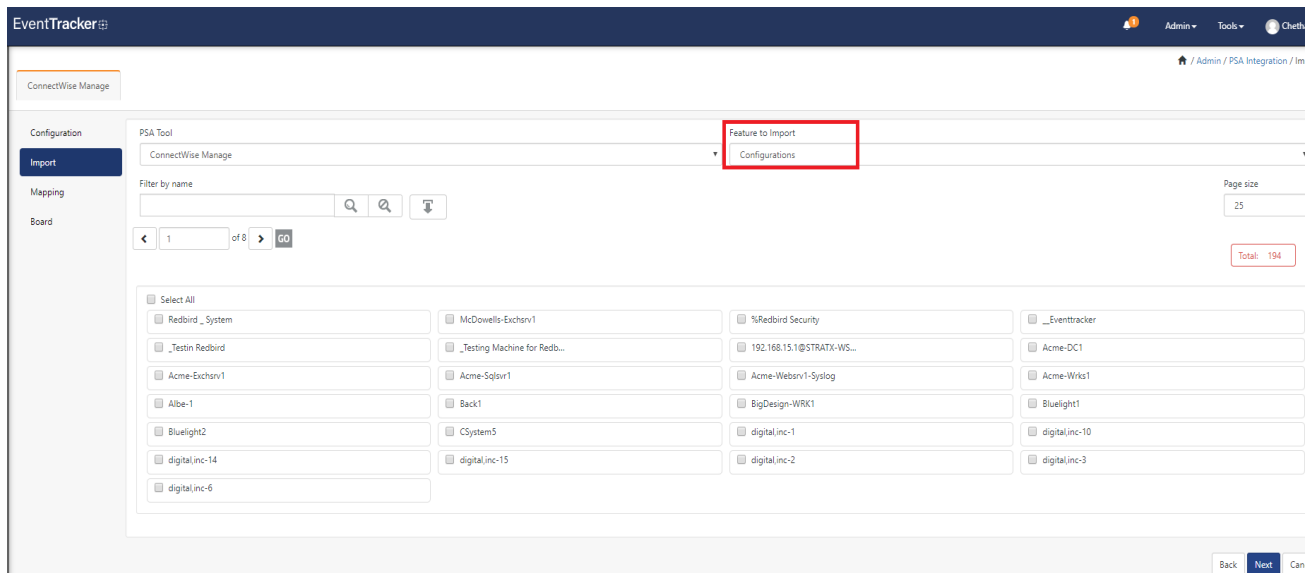 EventTracker
1
Admin
Tools
Cheth
/ Admin / PSA Integration / Im
ConnectWise Manage
Configuration
Import
Mapping
Board
PSA Tool
ConnectWise Manage
Feature to Import
Configurations
Filter by name
Page size
25
1 of 8 GO
Total: 194
Select All
Redbird _ System
McDowells-Exchsrv1
%Redbird Security
__Eventtracker
_Testin Redbird
_Testing Machine for Redb...
192.168.15.1@STRATX-WS...
Acme-DC1
Acme-Exchsrv1
Acme-Sqlsvr1
Acme-Websrv1-Syslog
Acme-Wrks1
Albe-1
Back1
BigDesign-WRK1
Bluelight1
Bluelight2
CSystem5
digital,inc-1
digital,inc-10
digital,inc-14
digital,inc-15
digital,inc-2
digital,inc-3
digital,inc-6
Back
Next
Can